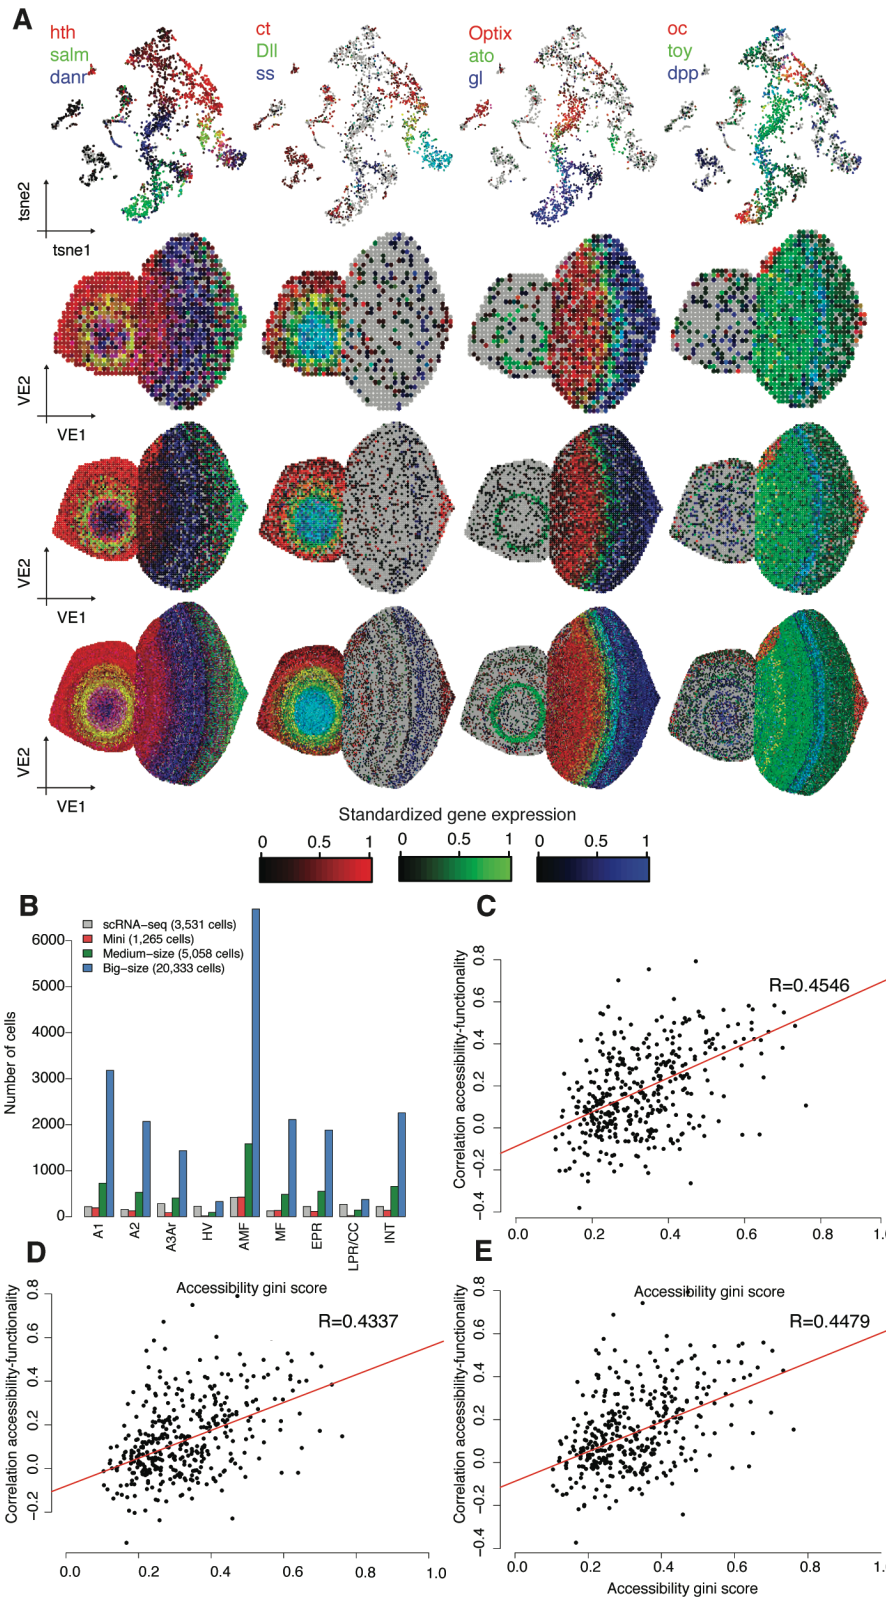 A
hth
salm
danr
ct
Dll
ss
Optix
ato
gl
oc
toy
dpp
tsne2
tsne1
VE2
VE1
VE2
VE1
VE2
VE1
Standardized gene expression
0 0.5 1
0 0.5 1
0 0.5 1
B
scRNA-seq (3,531 cells)
Mini (1,265 cells)
Medium-size (5,058 cells)
Big-size (20,333 cells)
Number of cells
6000
5000
4000
3000
2000
1000
0
A1 A2 A3Ar HV AMF MF EPR LPR/CC INT
C
Correlation accessibility-functionality
0.8
0.6
0.4
0.2
0.0
−0.2
−0.4
R=0.4546
0.0 0.2 0.4 0.6 0.8 1.0
D
Accessibility gini score
Correlation accessibility-functionality
0.8
0.6
0.4
0.2
0.0
−0.2
R=0.4337
0.0 0.2 0.4 0.6 0.8 1.0
E
Accessibility gini score
Correlation accessibility-functionality
0.8
0.6
0.4
0.2
0.0
−0.2
−0.4
R=0.4479
0.0 0.2 0.4 0.6 0.8 1.0
Accessibility gini score